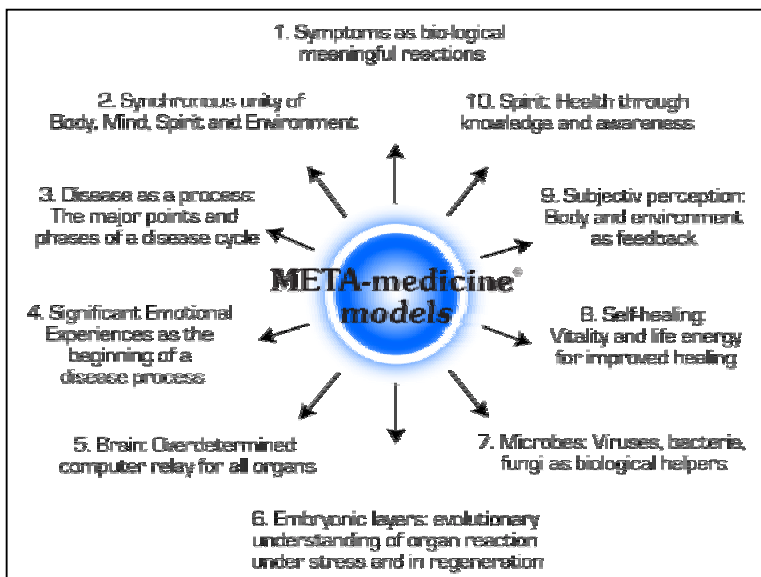 1. Symptoms as bio-logical
meaningful reactions
2. Synchronous unity of
Body, Mind, Spirit and Environment
3. Disease as a process:
The major points and
phases of a disease cycle
4. Significant Emotional
Experiences as the
beginning of a
disease process
5. Brain: Overdetermined
computer relay for all organs
6. Embryonic layers: evolutionary
understanding of organ reaction
under stress and in regeneration
7. Microbes: Viruses, bacteria,
fungi as biological helpers
8. Self-healing:
Vitality and life energy
for improved healing
9. Subjectiv perception:
Body and environment
as feedback
10. Spirit: Health through
knowledge and awareness
META-medicine®
models